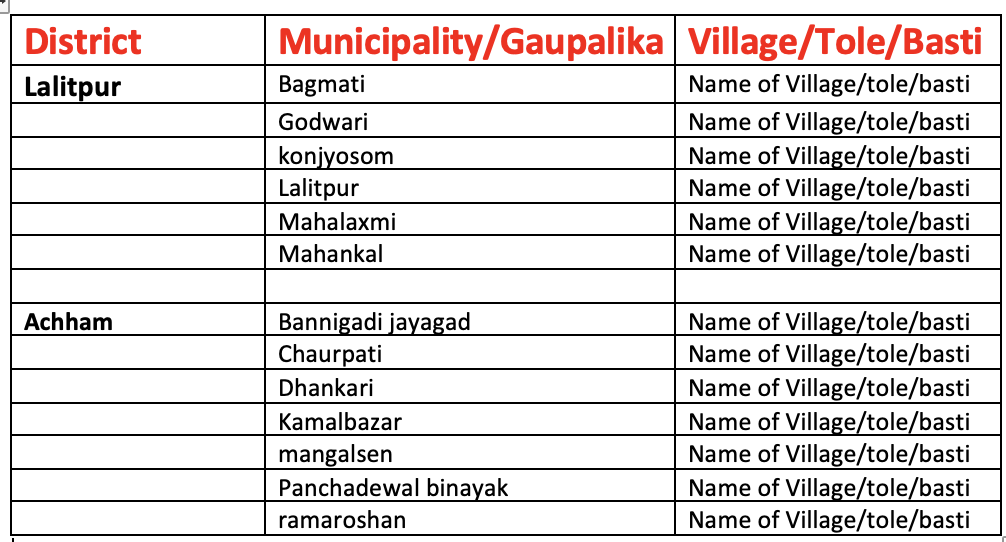 District Municipality/Gaupalika Village/Tole/Basti
Lalitpur Bagmati Name of Village/tole/basti
Godwari Name of Village/tole/basti
konjyosom Name of Village/tole/basti
Lalitpur Name of Village/tole/basti
Mahalaxmi Name of Village/tole/basti
Mahankal Name of Village/tole/basti
Achham Bannigadi jayagad Name of Village/tole/basti
Chaurpati Name of Village/tole/basti
Dhankari Name of Village/tole/basti
Kamalbazar Name of Village/tole/basti
mangalsen Name of Village/tole/basti
Panchadewal binayak Name of Village/tole/basti
ramaroshan Name of Village/tole/basti